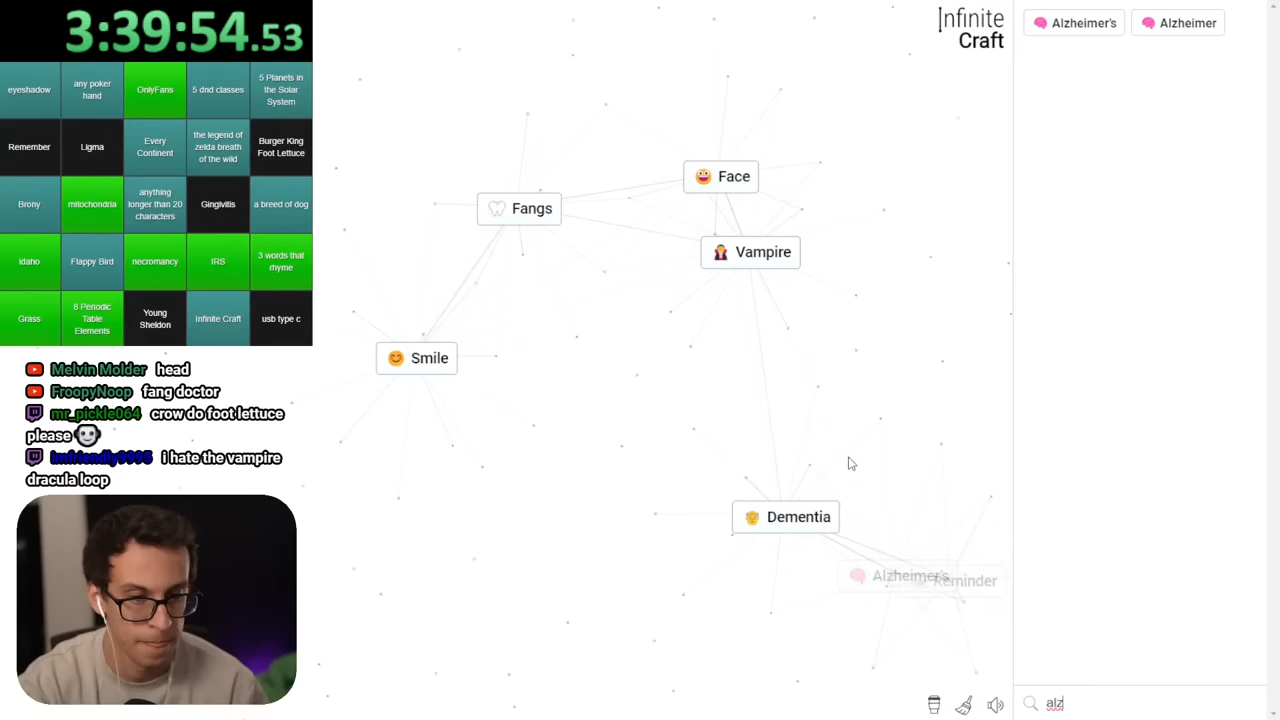 3:39:54.53
eyeshadow
any poker
hand
OnlyFans
5 dnd classes
5 Planets in
the Solar
System
Remember
Ligma
Every
Continent
the legend of
zelda breath
of the wild
Burger King
Foot Lettuce
Brony
mitochondria
anything
longer than 20
characters
Gingivitis
a breed of dog
idaho
Flappy Bird
necromancy
IRS
3 words that
rhyme
Grass
8 Periodic
Table
Elements
Young
Sheldon
Infinite Craft
usb type c
Melvin Molder head
FroopyNoop fang doctor
mr_pickle064 crow do foot lettuce
please
imfriendly9995 i hate the vampire
dracula loop
Infinite
Craft
Face
Fangs
Vampire
Smile
Dementia
Alzheimer's
Reminder
Alzheimer's
Alzheimer
alz